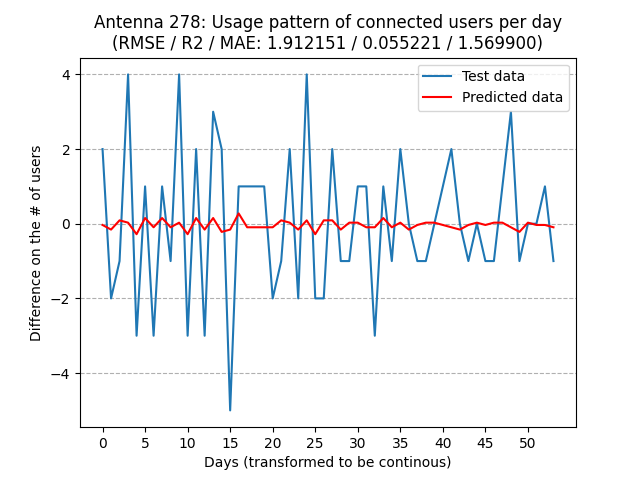 Antenna 278: Usage pattern of connected users per day
(RMSE / R2 / MAE: 1.912151 / 0.055221 / 1.569900)
Test data
Predicted data
4
2
0
−2
−4
Difference on the # of users
0 5 10 15 20 25 30 35 40 45 50
Days (transformed to be continous)